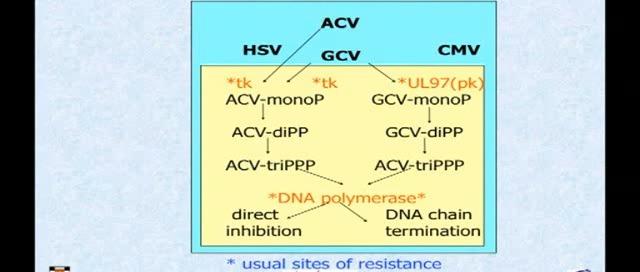 ACV
HSV GCV CMV
*tk *tk *UL97(pk)
ACV-monoP GCV-monoP
ACV-diPP GCV-diPP
ACV-triPPP ACV-triPPP
*DNA polymerase*
direct DNA chain
inhibition termination
* usual sites of resistance